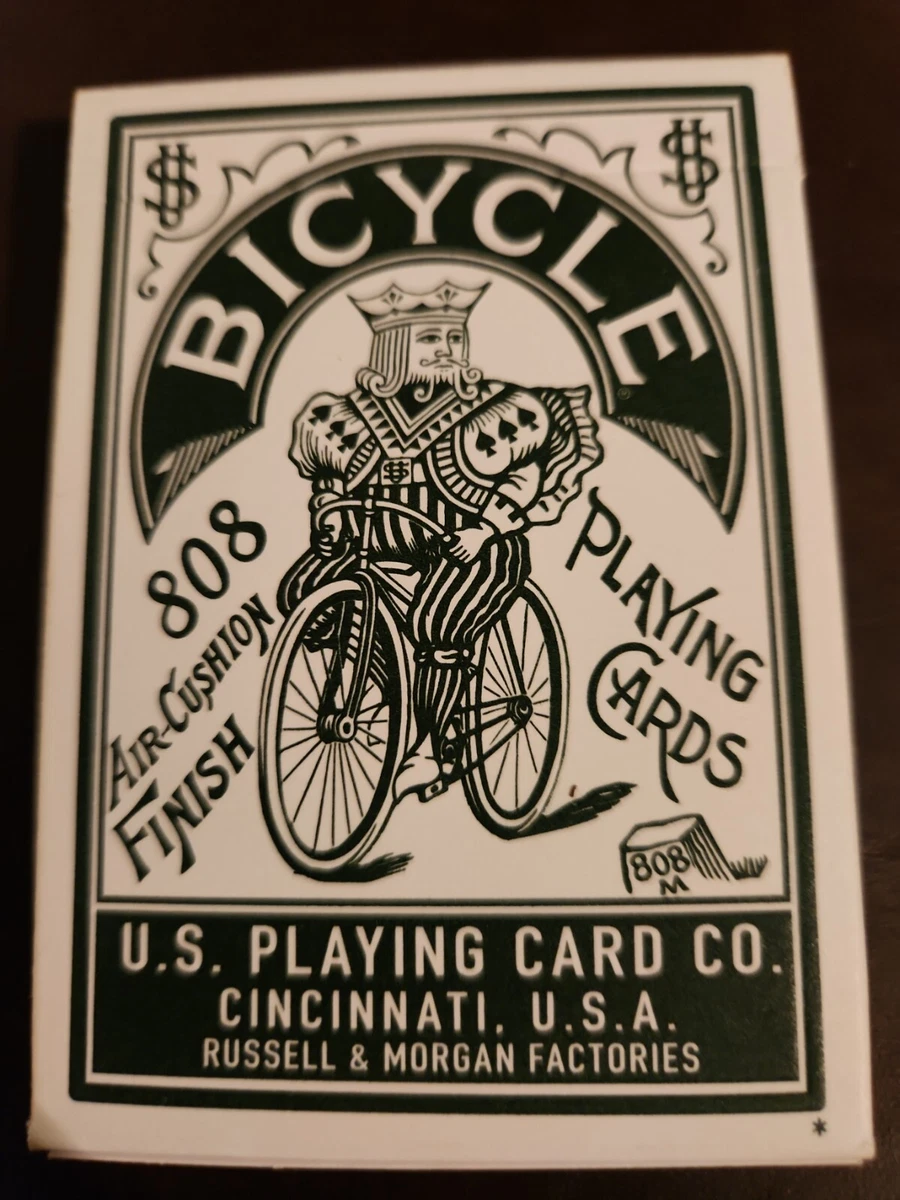 BICYCLE
®
808
AIR-CUSHION
FINISH
PLAYING
CARDS
808
M
U.S. PLAYING CARD CO.
CINCINNATI, U.S.A.
RUSSELL & MORGAN FACTORIES
*